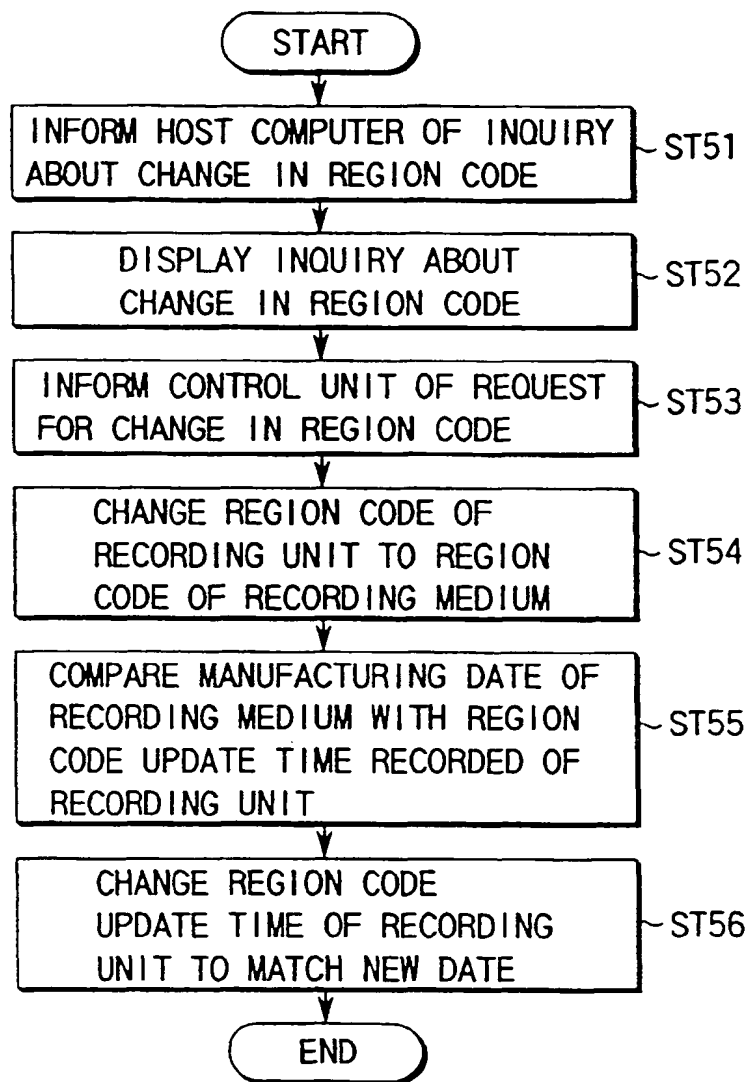 START
INFORM HOST COMPUTER OF INQUIRY
ABOUT CHANGE IN REGION CODE
ST51
DISPLAY INQUIRY ABOUT
CHANGE IN REGION CODE
ST52
INFORM CONTROL UNIT OF REQUEST
FOR CHANGE IN REGION CODE
ST53
CHANGE REGION CODE OF
RECORDING UNIT TO REGION
CODE OF RECORDING MEDIUM
ST54
COMPARE MANUFACTURING DATE OF
RECORDING MEDIUM WITH REGION
CODE UPDATE TIME RECORDED OF
RECORDING UNIT
ST55
CHANGE REGION CODE
UPDATE TIME OF RECORDING
UNIT TO MATCH NEW DATE
ST56
END